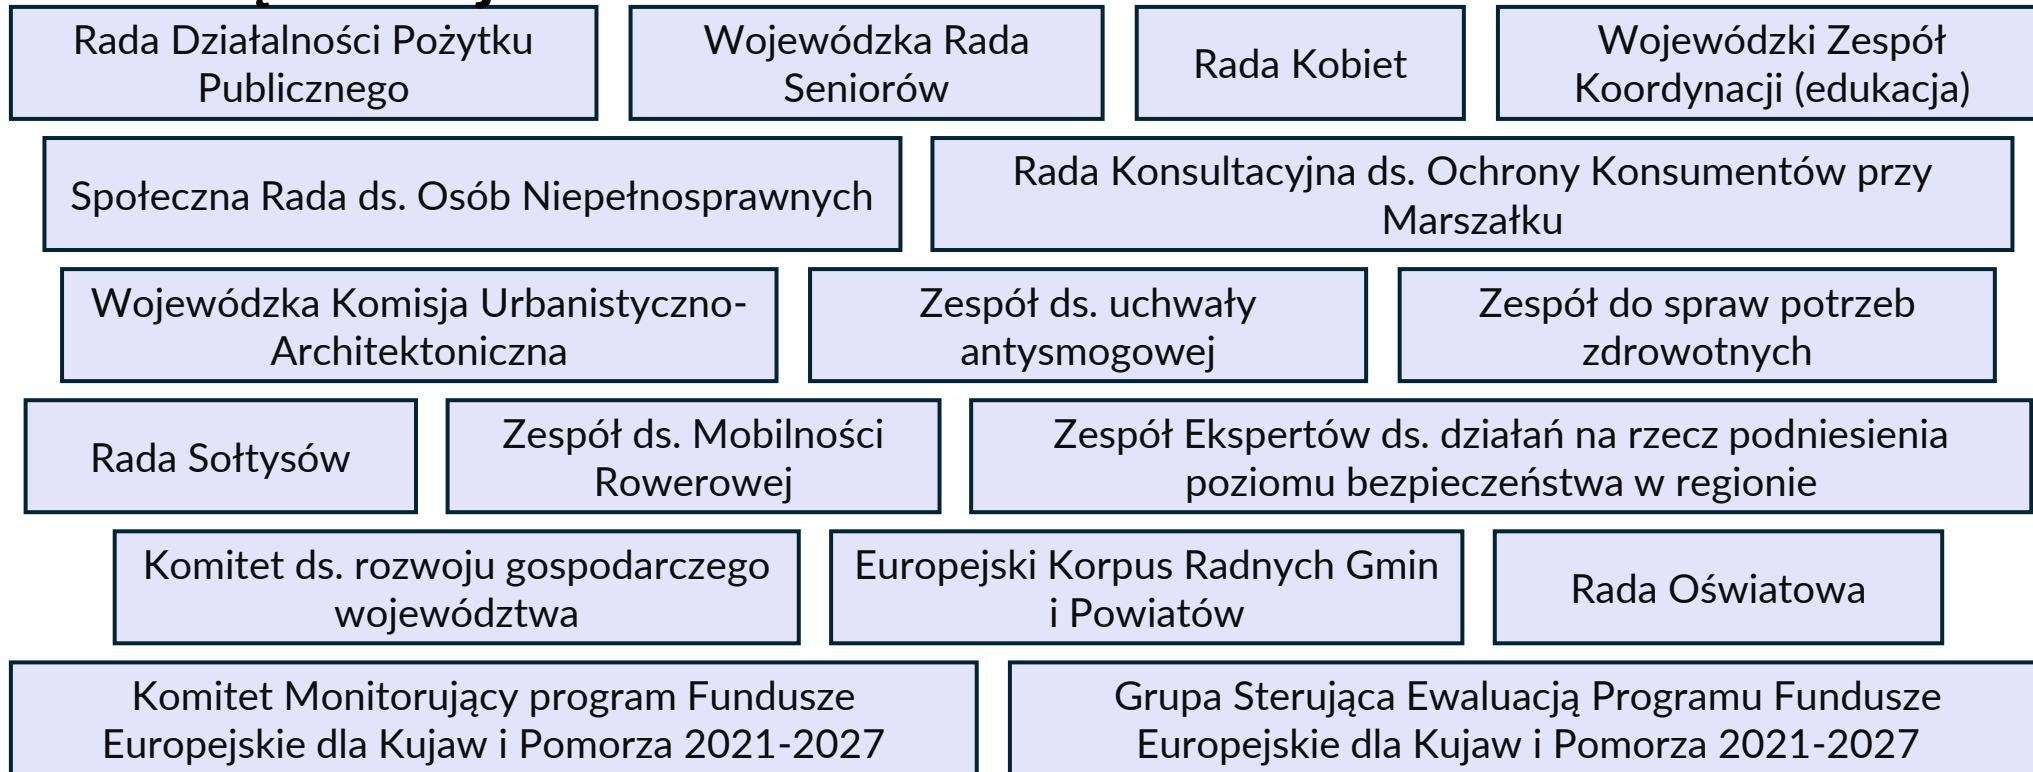 Rada Działalności Pożytku
Publicznego
Wojewódzka Rada
Seniorów
Rada Kobiet
Wojewódzki Zespół
Koordynacji (edukacja)
Społeczna Rada ds. Osób Niepełnosprawnych
Rada Konsultacyjna ds. Ochrony Konsumentów przy
Marszałku
Wojewódzka Komisja Urbanistyczno-
Architektoniczna
Zespół ds. uchwały
antysmogowej
Zespół do spraw potrzeb
zdrowotnych
Rada Sołtysów
Zespół ds. Mobilności
Rowerowej
Zespół Ekspertów ds. działań na rzecz podniesienia
poziomu bezpieczeństwa w regionie
Komitet ds. rozwoju gospodarczego
województwa
Europejski Korpus Radnych Gmin
i Powiatów
Rada Oświatowa
Komitet Monitorujący program Fundusze
Europejskie dla Kujaw i Pomorza 2021-2027
Grupa Sterująca Ewaluacją Programu Fundusze
Europejskie dla Kujaw i Pomorza 2021-2027